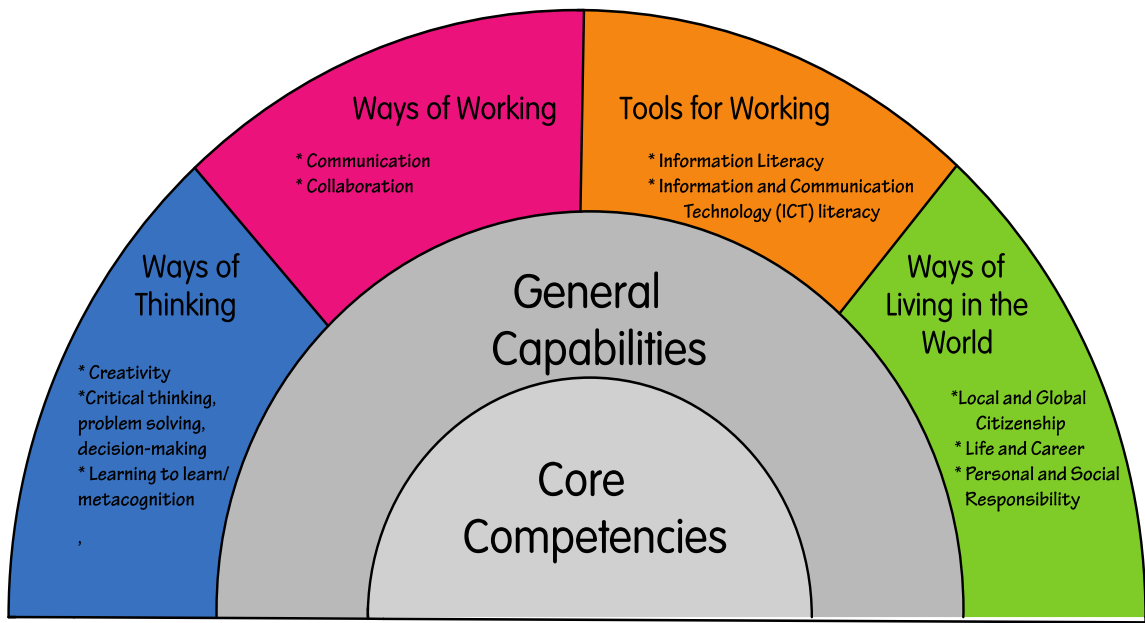 Ways of Working
* Communication
* Collaboration
Tools for Working
* Information Literacy
* Information and Communication
Technology (ICT) literacy
Ways of
Thinking
* Creativity
*Critical thinking,
problem solving,
decision-making
* Learning to learn/
metacognition
,
General
Capabilities
Core
Competencies
Ways of
Living in the
World
*Local and Global
Citizenship
* Life and Career
* Personal and Social
Responsibility